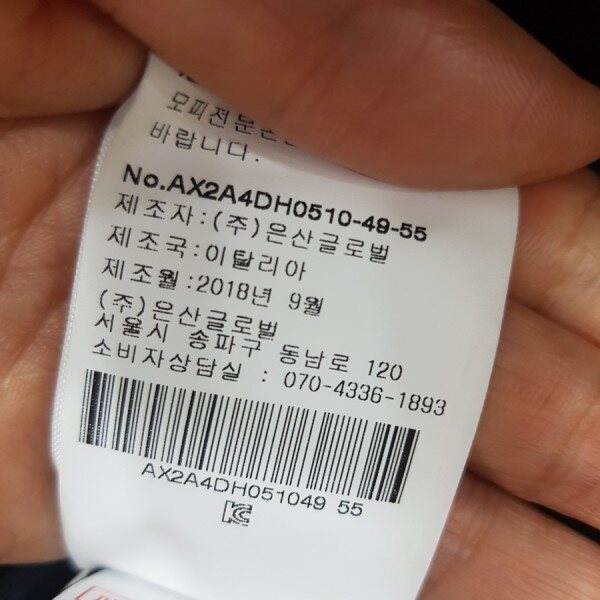 모피전문
바랍니다.
No.AX2A4DH0510-49-55
제조자:(주)은산글로벌
제조국:이탈리아
제조월:2018년 9월
(주)은산글로벌
서울시 송파구 동남로 120
소비자상담실 : 070-4336-1893
AX2A4DH051049 55